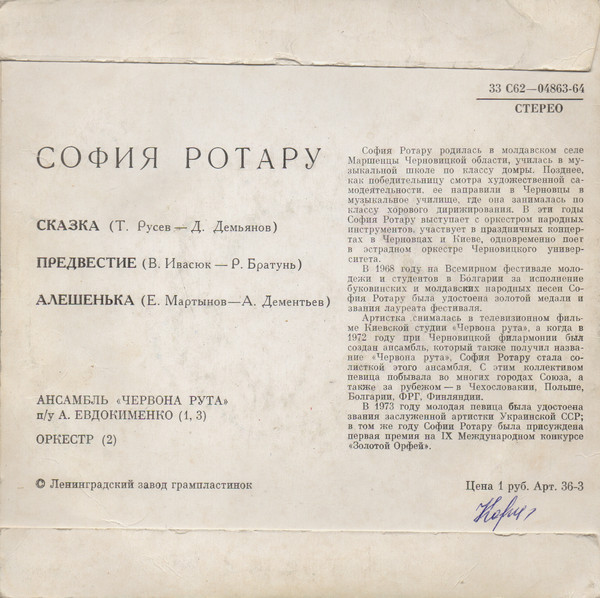 33 С62—04863-64
СТЕРЕО
СОФИЯ РОТАРУ
СКАЗКА (Т. Русев — Д. Демьянов)
ПРЕДВЕСТИЕ (В. Ивасюк — Р. Братунь)
АЛЕШЕНЬКА (Е. Мартынов—А. Дементьев)
АНСАМБЛЬ «ЧЕРВОНА РУТА»
п/у А. ЕВДОКИМЕНКО (1, 3)
ОРКЕСТР (2)
София Ротару родилась в молдавском селе
Маршенцы Черновицкой области, училась в му-
зыкальной школе по классу домры. Позднее,
как победительницу смотра художественной са-
модеятельности. ее направили в Черновцы в
музыкальное училище, где она занималась по
классу хорового дирижирования. В эти годы
София Ротару выступает с оркестром народных
инструментов, участвует в праздничных концер-
тах в Черновцах и Киеве, одновременно поет
в эстрадном оркестре Черновицкого универ-
ситета.
В 1968 году на Всемирном фестивале моло-
дежи и студентов в Болгарии за исполнение
буковинских и молдавских народных песен Со-
фия Ротару была удостоена золотой медали и
звания лауреата фестиваля.
Артистка снималась в телевизионном филь-
ме Киевской студии «Червона рута», а когда в
1972 году при Черновицкой филармонии был
создан ансамбль, который также получил назва-
ние «Червона рута», София Ротару стала со-
листкой этого ансамбля. С этим коллективом
певица побывала во многих городах Союза, а
также за рубежом — в Чехословакии, Польше,
Болгарии, ФРГ, Финляндии.
В 1973 году молодая певица была удостоена
звания заслуженной артистки Украинской ССР;
в том же году Софии Ротару была присуждена
первая премия на IX Международном конкурсе
«Золотой Орфей».
© Ленинградский завод грампластинок
Цена 1 руб. Арт. 36-3